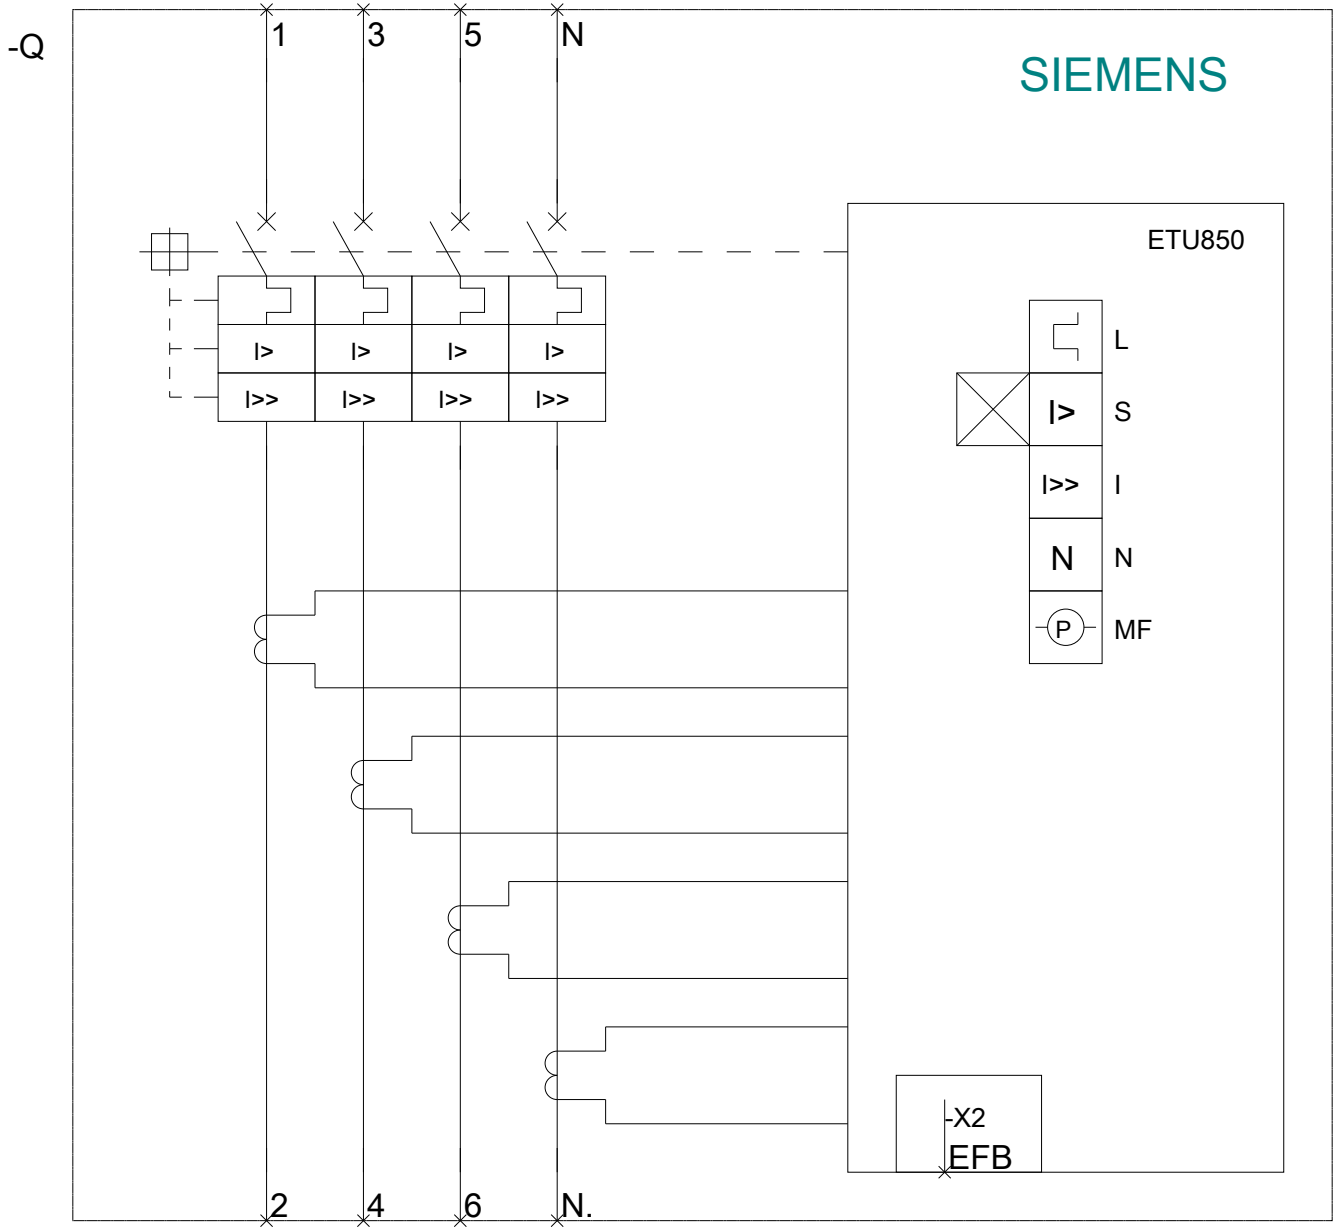 1 3 5 N
-Q
SIEMENS
ETU850
L
I> I> I> I>
I>> I>> I>> I>>
I> S
I>> I
N N
P MF
-X2
EFB
2 4 6 N.